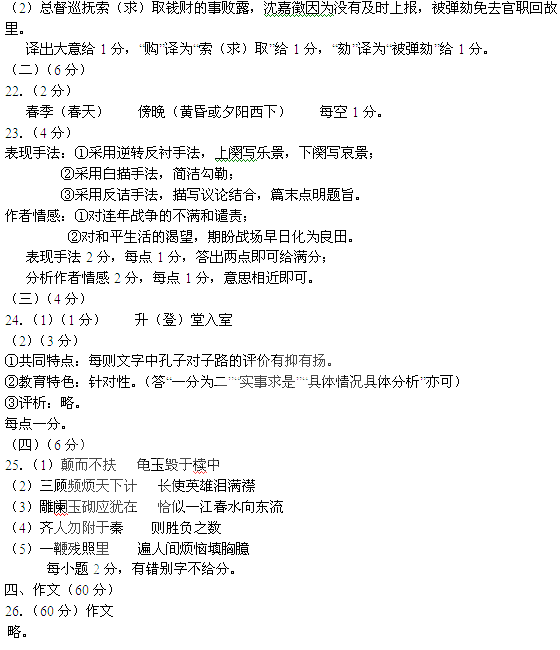 （2）总督巡抚索（求）取钱财的事败露，沈嘉徽因为没有及时上报，被弹劾免去官职回故
里。
译出大意给 1 分，“购”译为“索（求）取”给 1 分，“劾”译为“被弹劾”给 1 分。
（二）（6 分）
22．（2 分）
春季（春天） 傍晚（黄昏或夕阳西下） 每空 1 分。
23．（4 分）
表现手法：①采用逆转反衬手法，上阕写乐景，下阕写哀景；
②采用白描手法，简洁勾勒；
③采用反诘手法，描写议论结合，篇末点明题旨。
作者情感：①对连年战争的不满和谴责；
②对和平生活的渴望，期盼战场早日化为良田。
表现手法 2 分，每点 1 分，答出两点即可给满分；
分析作者情感 2 分，每点 1 分，意思相近即可。
（三）（4 分）
24．（1）（1 分） 升（登）堂入室
（2）（3 分）
①共同特点：每则文字中孔子对子路的评价有抑有扬。
②教育特色：针对性。（答“一分为二”“实事求是”“具体情况具体分析”亦可）
③评析：略。
每点一分。
（四）（6 分）
25．（1）颠而不扶 龟玉毁于椟中
（2）三顾频烦天下计 长使英雄泪满襟
（3）雕阑玉砌应犹在 恰似一江春水向东流
（4）齐人勿附于秦 则胜负之数
（5）一鞭残照里 遍人间烦恼填胸臆
每小题 2 分，有错别字不给分。
四、作文（60 分）
26．（60 分）作文
略。